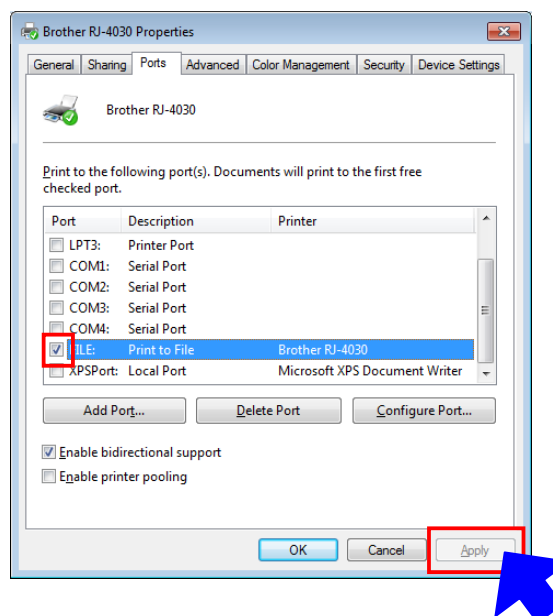 Brother RJ-4030 Properties
General Sharing Ports Advanced Color Management Security Device Settings
Brother RJ-4030
Print to the following port(s). Documents will print to the first free
checked port.
Port Description Printer
LPT3: Printer Port
COM1: Serial Port
COM2: Serial Port
COM3: Serial Port
COM4: Serial Port
FILE: Print to File Brother RJ-4030
XPSPort: Local Port Microsoft XPS Document Writer
Add Port... Delete Port Configure Port...
Enable bidirectional support
Enable printer pooling
OK Cancel Apply